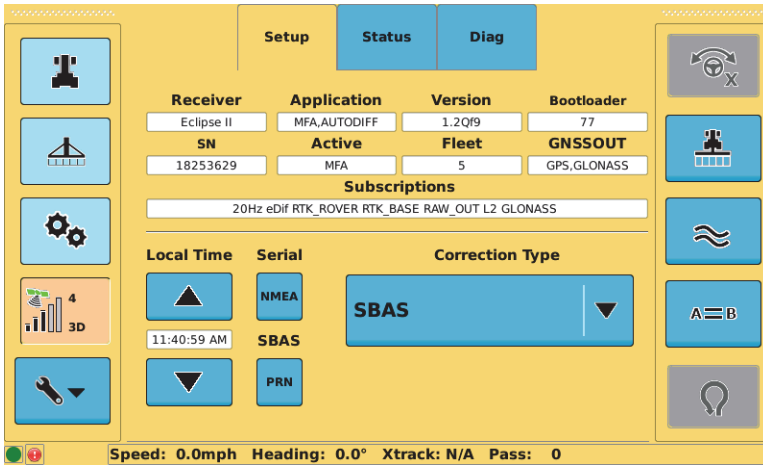 Setup Status Diag
Receiver Application Version Bootloader
Eclipse II MFA,AUTODIFF 1.2Qf9 77
SN Active Fleet GNSSOUT
18253629 MFA 5 GPS,GLONASS
Subscriptions
20Hz eDif RTK_ROVER RTK_BASE RAW_OUT L2 GLONASS
Local Time Serial Correction Type
NMEA
SBAS
11:40:59 AM SBAS
PRN
4
3D
X
A B
Speed: 0.0mph Heading: 0.0° Xtrack: N/A Pass: 0